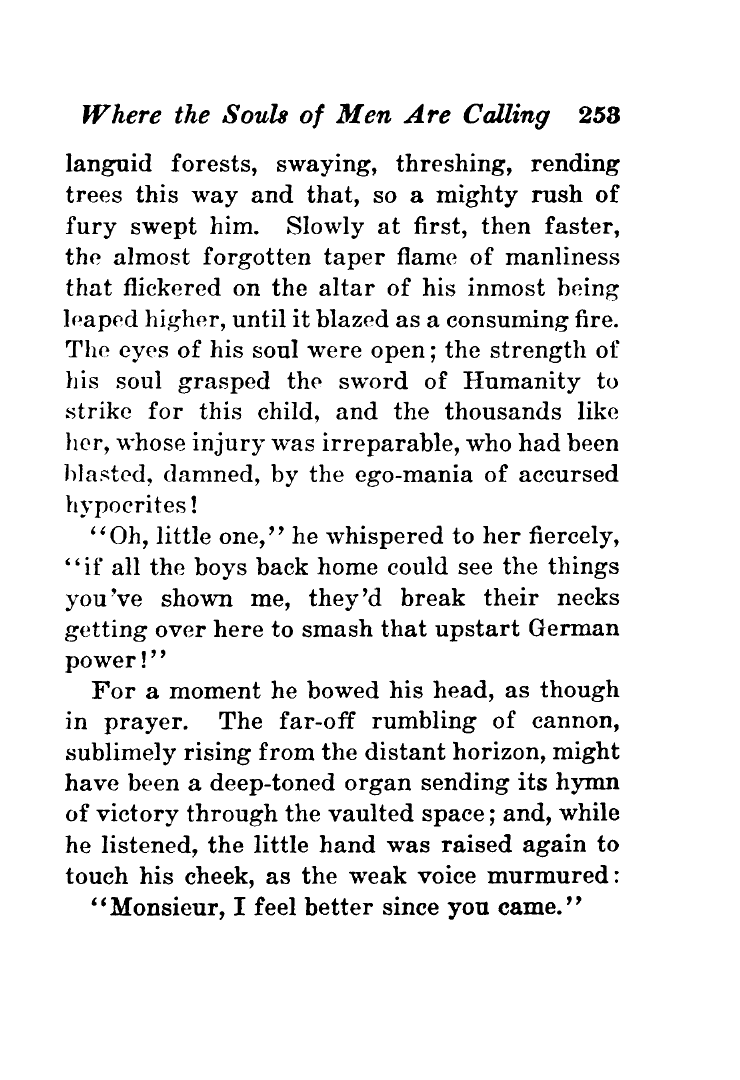 Where the Souls of Men Are Calling 253
languid forests, swaying, threshing, rending
trees this way and that, so a mighty rush of
fury swept him. Slowly at first, then faster,
the almost forgotten taper flame of manliness
that flickered on the altar of his inmost being
leaped higher, until it blazed as a consuming fire.
The eyes of his soul were open; the strength of
his soul grasped the sword of Humanity to
strike for this child, and the thousands like
her, whose injury was irreparable, who had been
blasted, damned, by the ego-mania of accursed
hypocrites!
“Oh, little one,” he whispered to her fiercely,
“if all the boys back home could see the things
you’ve shown me, they’d break their necks
getting over here to smash that upstart German
power!”
For a moment he bowed his head, as though
in prayer. The far-off rumbling of cannon,
sublimely rising from the distant horizon, might
have been a deep-toned organ sending its hymn
of victory through the vaulted space; and, while
he listened, the little hand was raised again to
touch his cheek, as the weak voice murmured:
“Monsieur, I feel better since you came.”